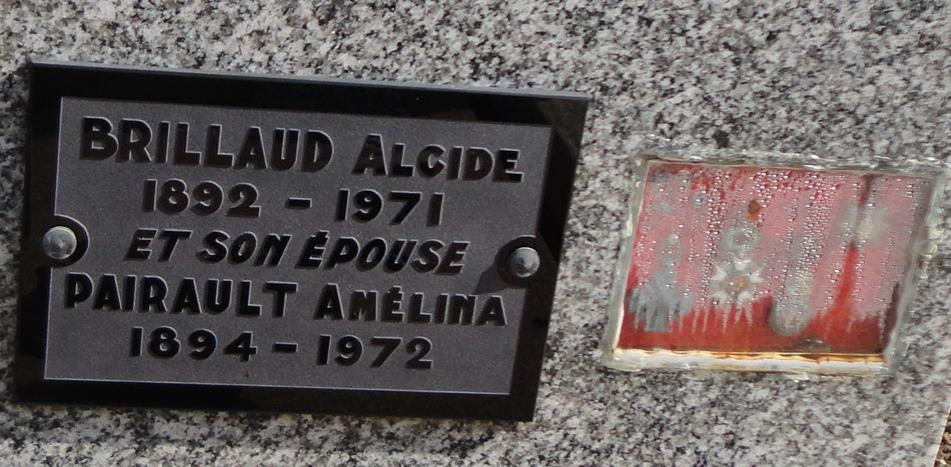 BRILLAUD ALCIDE
1892 - 1971
ET SON ÉPOUSE
PAIRAULT AMÉLINA
1894 - 1972